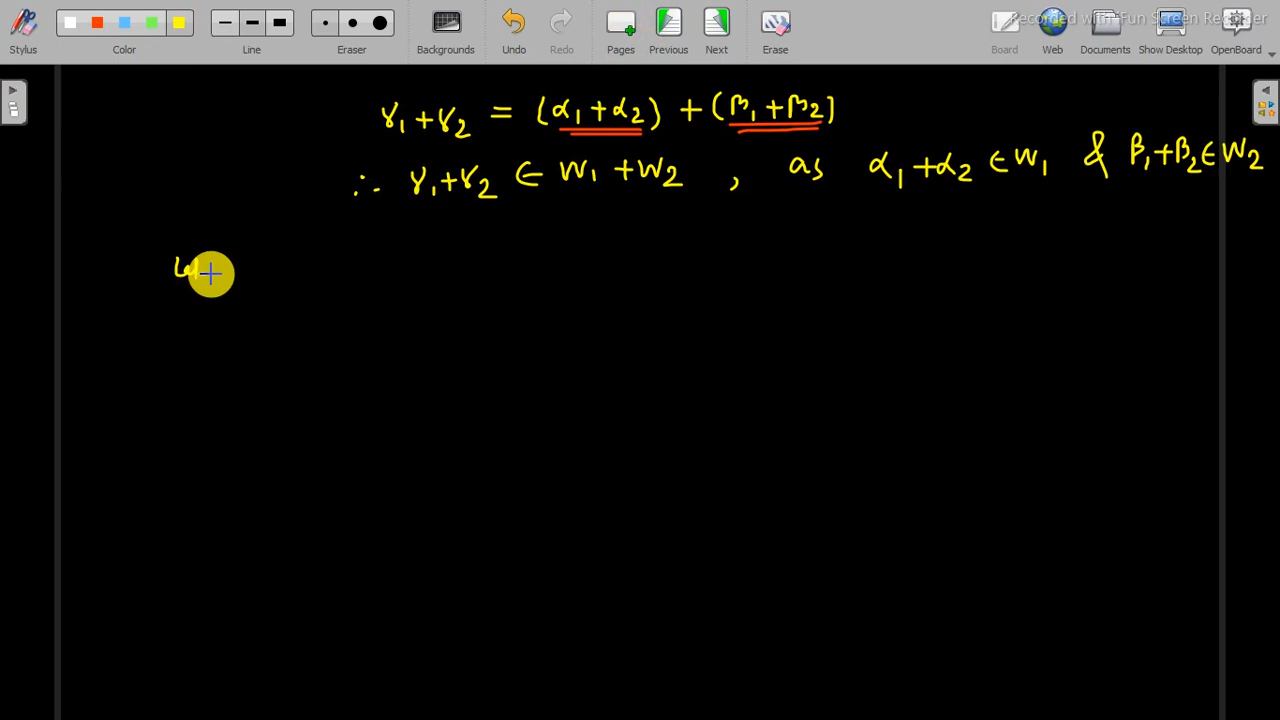 Recorded with Fun Screen Recorder
Stylus Color Line Eraser Backgrounds Undo Redo Pages Previous Next Erase Board Web Documents Show Desktop OpenBoard
γ₁+γ₂ = (α₁+α₂) + (β₁+β₂)
∴ γ₁+γ₂ ∈ W₁+W₂ , as α₁+α₂ ∈ W₁ & β₁+β₂ ∈ W₂